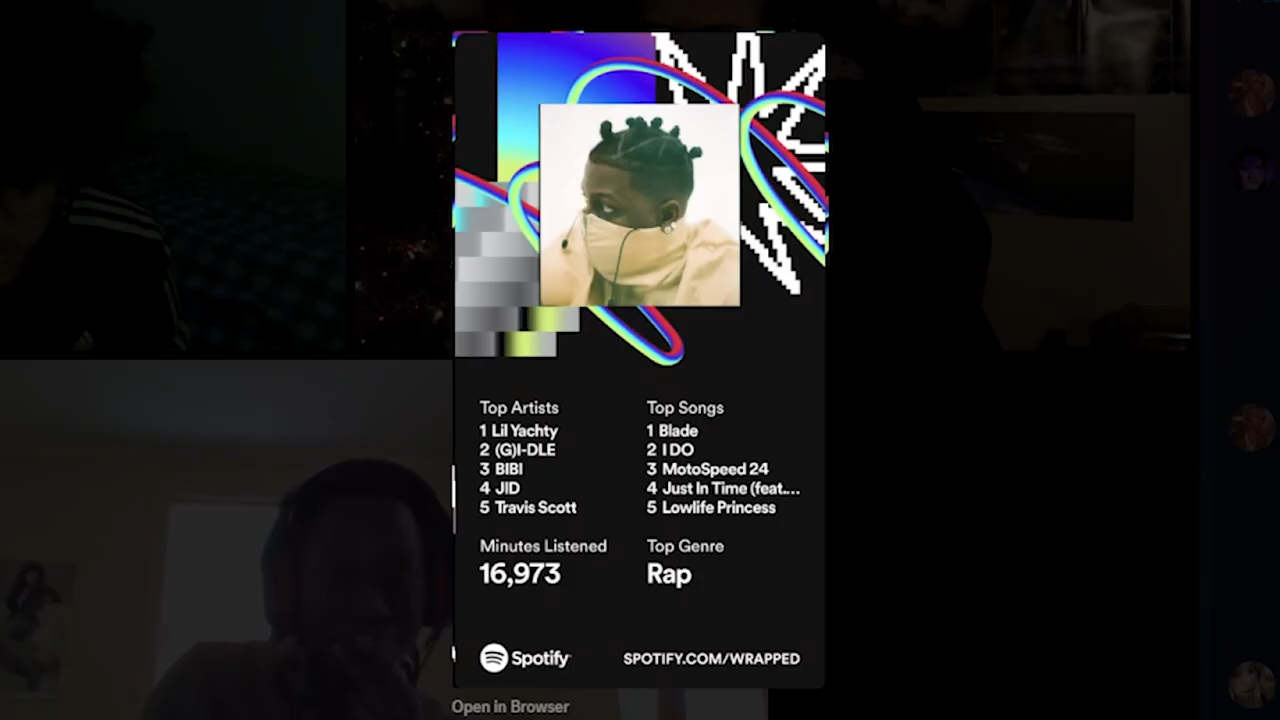 Top Artists
1 Lil Yachty
2 (G)I-DLE
3 BIBI
4 JID
5 Travis Scott
Top Songs
1 Blade
2 I DO
3 MotoSpeed 24
4 Just In Time (feat....
5 Lowlife Princess
Minutes Listened
16,973
Top Genre
Rap
Spotify
SPOTIFY.COM/WRAPPED
Open in Browser